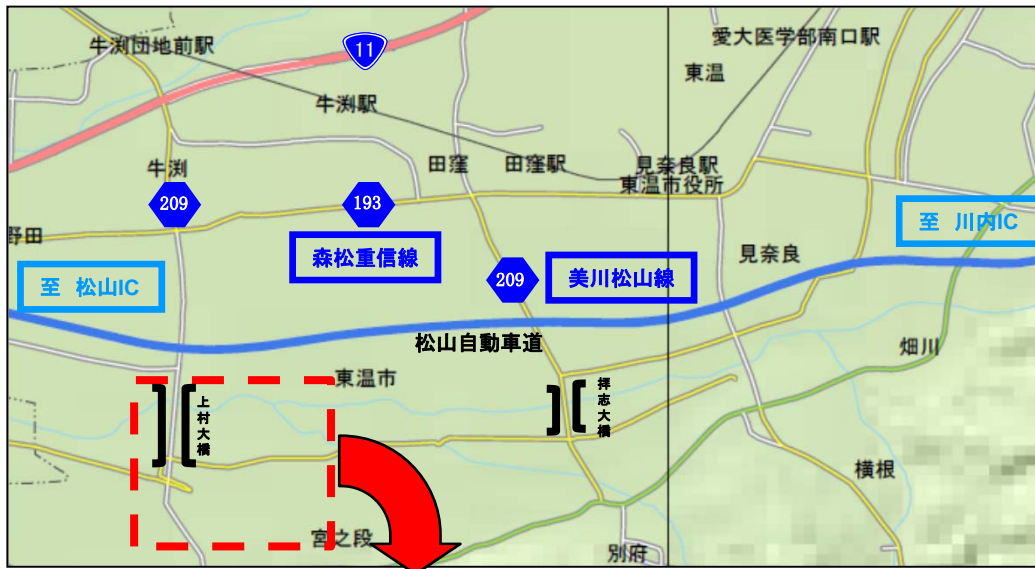 牛渕団地前駅
11
愛大医学部南口駅
東温
牛渕駅
牛渕
田窪
田窪駅
見奈良駅
東温市役所
209
193
野田
至 川内IC
森松重信線
見奈良
至 松山IC
209
美川松山線
松山自動車道
畑川
東温市
上村大橋
拝志大橋
横根
宮之段
別府